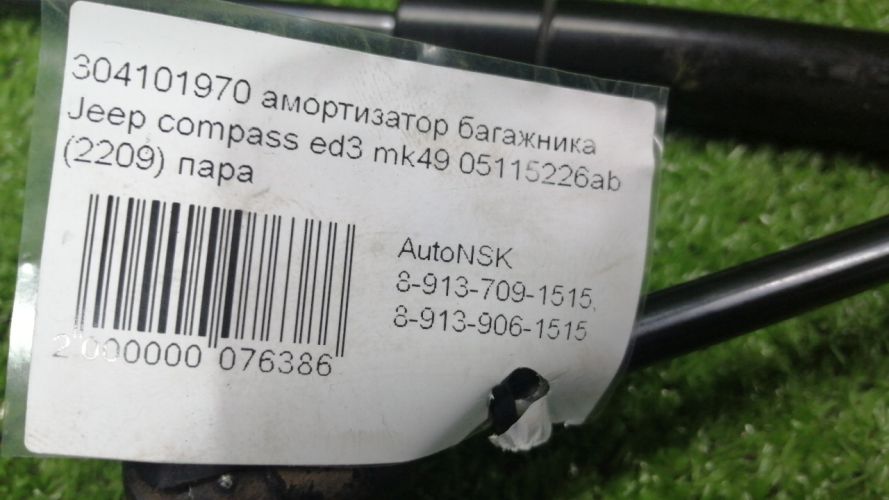 304101970 амортизатор багажника
Jeep compass ed3 mk49 05115226ab
(2209) пара
AutoNSK
8-913-709-1515,
8-913-906-1515
2 000000 076386